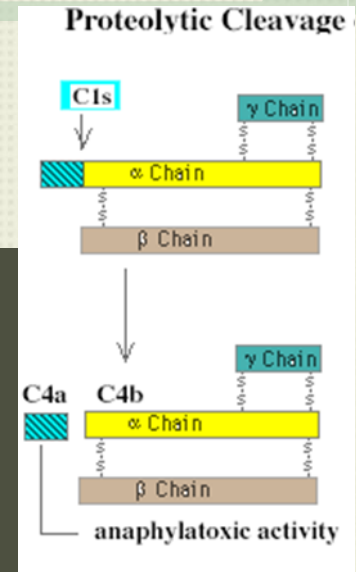 Proteolytic Cleavage
C1s
γ Chain
S S
S S
α Chain
S S
S S
β Chain
γ Chain
S S
S S
C4a C4b
α Chain
S S
S S
β Chain
anaphylatoxic activity